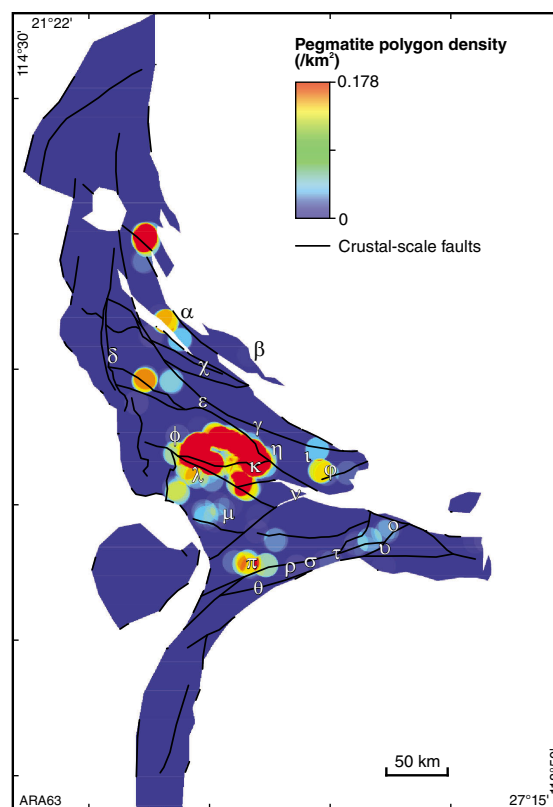 21°22'
114°30'
Pegmatite polygon density
(/km²)
0.178
0
Crustal-scale faults
α
β
χ
δ
ε
γ
φ
η
ι
κ
φ
λ
ν
μ
ο
υ
τ
σ
π
ρ
θ
50 km
ARA63
27°15'